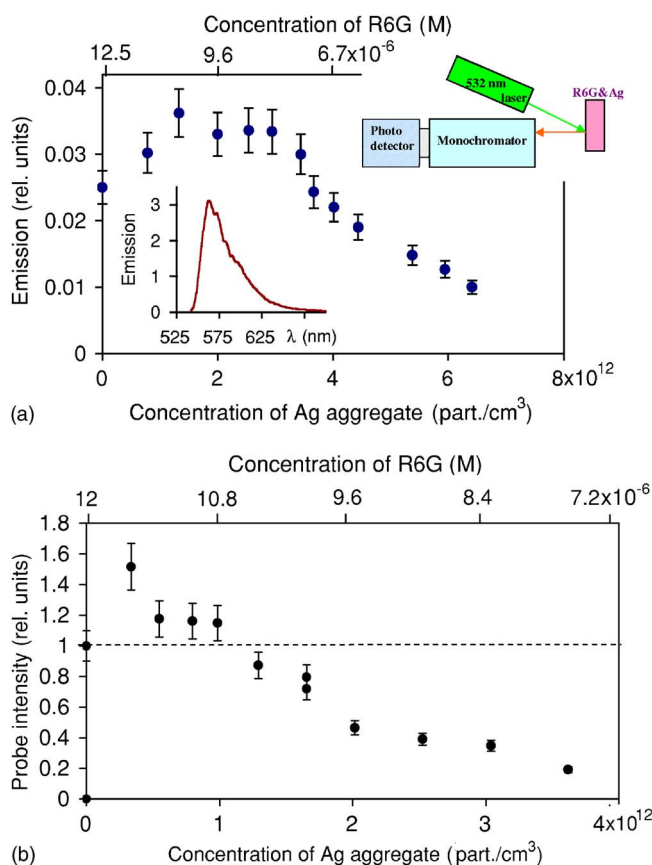 Concentration of R6G (M)
12.5 9.6 6.7x10⁻⁶
0.04
0.03
0.02
0.01
0
Emission (rel. units)
532 nm
laser
R6G&Ag
Photo
detector
Monochromator
3
2
1
0
Emission
525 575 625 λ (nm)
0 2 4 6 8x10¹²
(a) Concentration of Ag aggregate (part./cm³)
Concentration of R6G (M)
12 10.8 9.6 8.4 7.2x10⁻⁶
1.8
1.6
1.4
1.2
1
0.8
0.6
0.4
0.2
0
Probe intensity (rel. units)
0 1 2 3 4x10¹²
(b) Concentration of Ag aggregate (part./cm³)